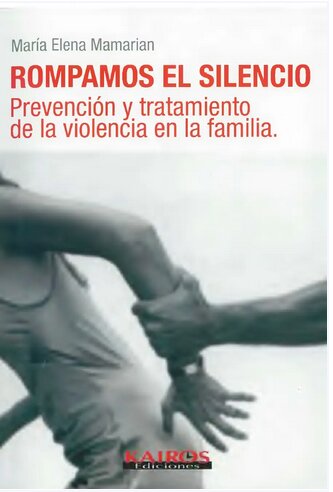 María Elena Mamarian
ROMPAMOS EL SILENCIO
Prevención y tratamiento
de la violencia en la familia.
KAIROS
Ediciones